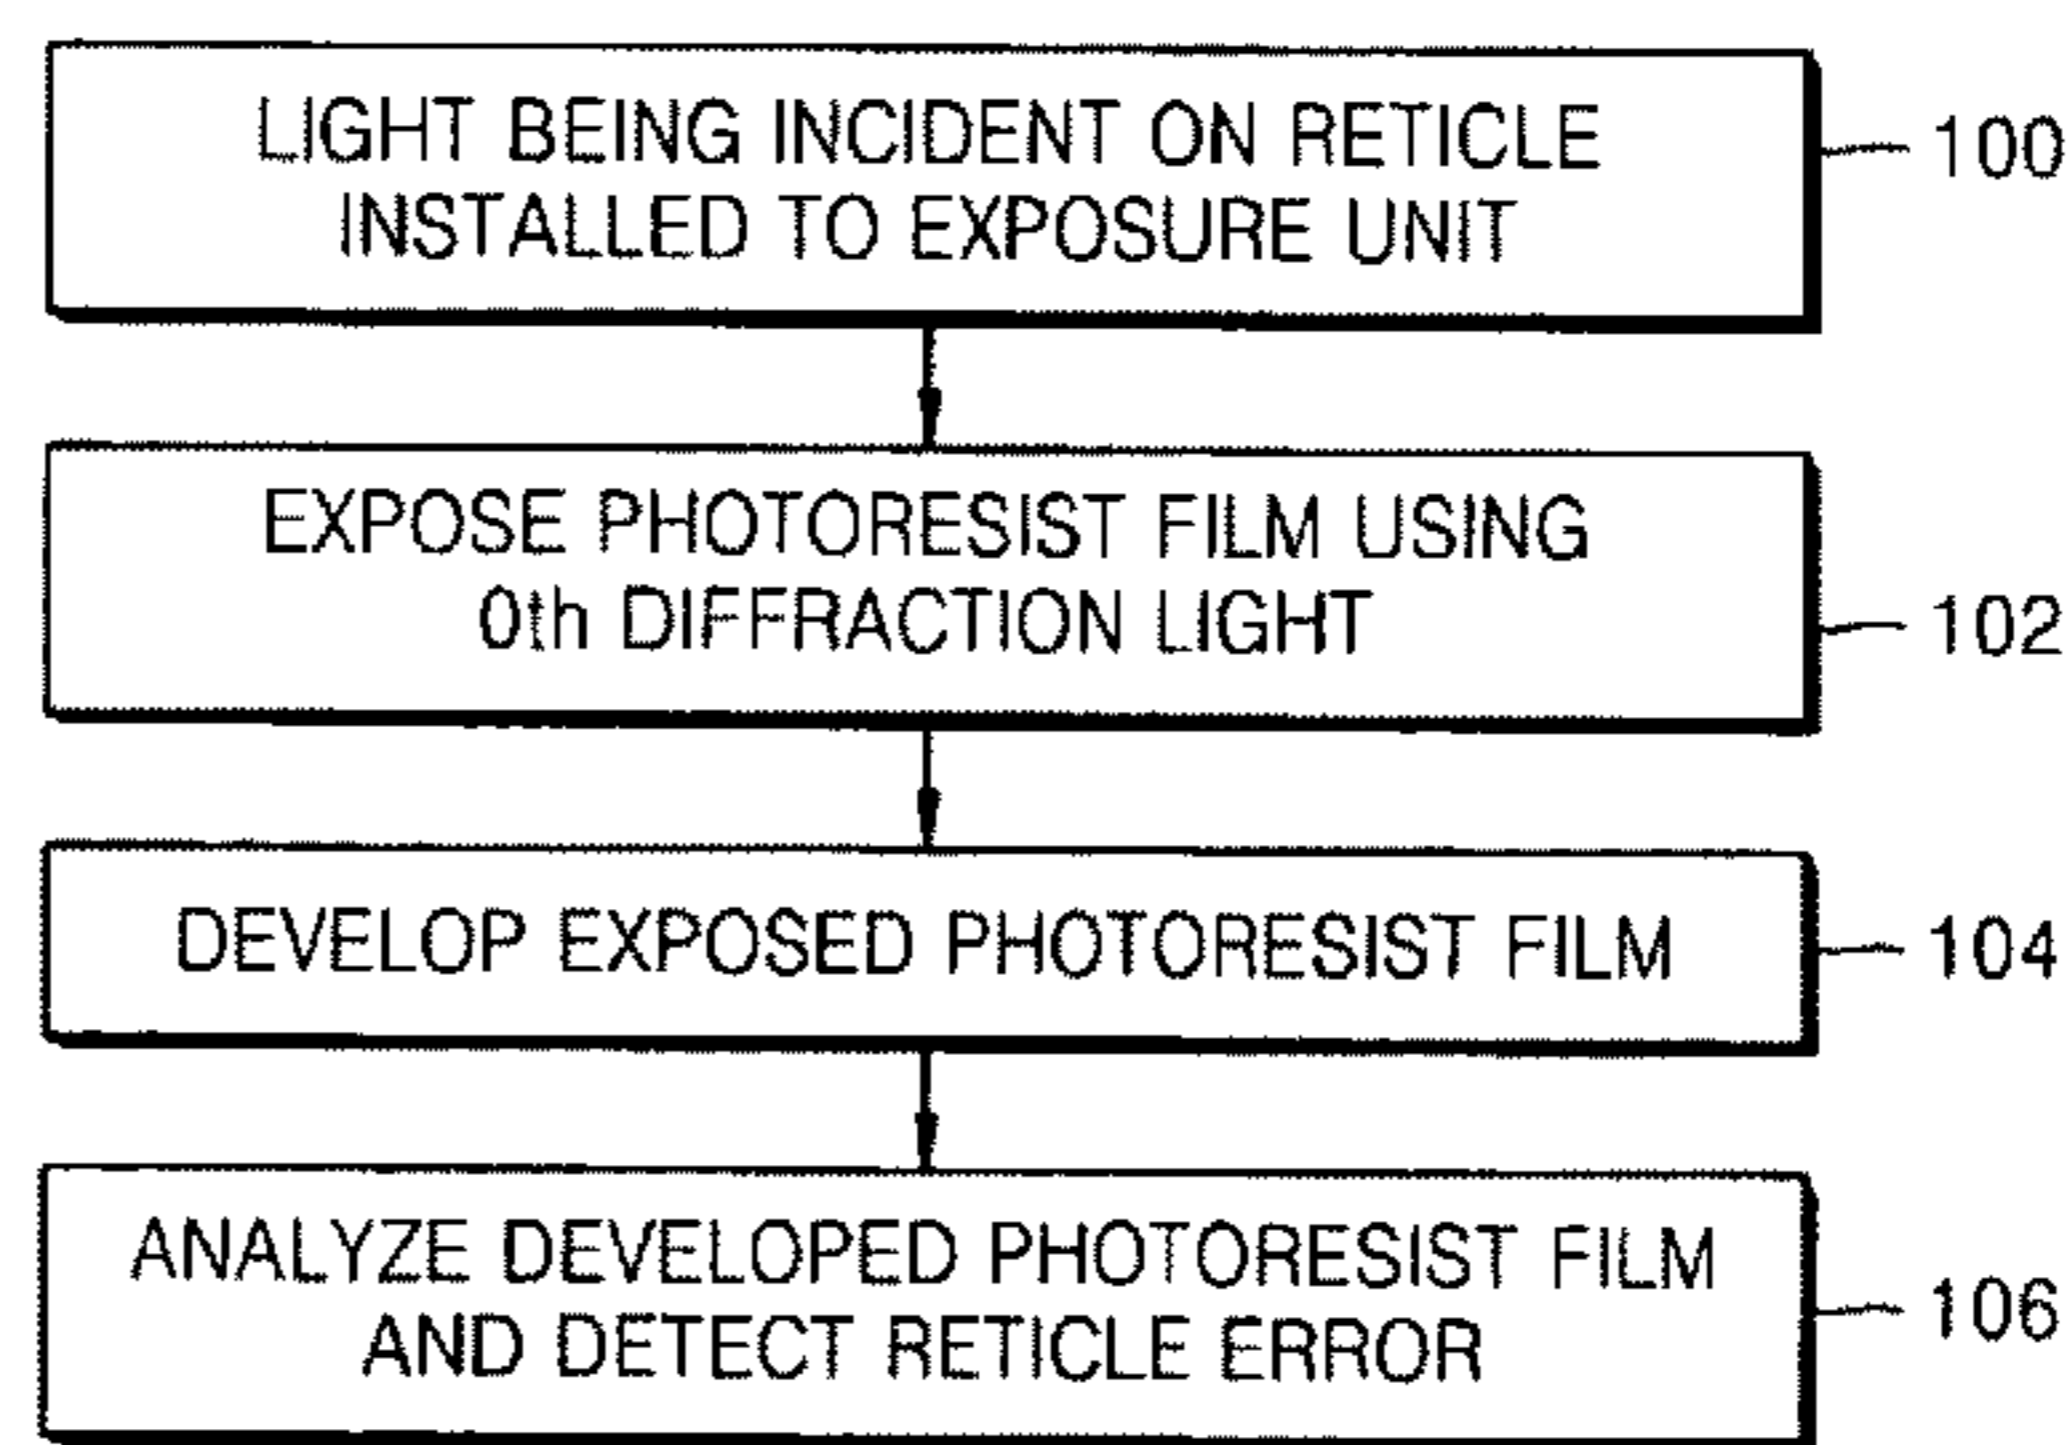 LIGHT BEING INCIDENT ON RETICLE
INSTALLED TO EXPOSURE UNIT
100
EXPOSE PHOTORESIST FILM USING
0th DIFFRACTION LIGHT
102
DEVELOP EXPOSED PHOTORESIST FILM
104
ANALYZE DEVELOPED PHOTORESIST FILM
AND DETECT RETICLE ERROR
106